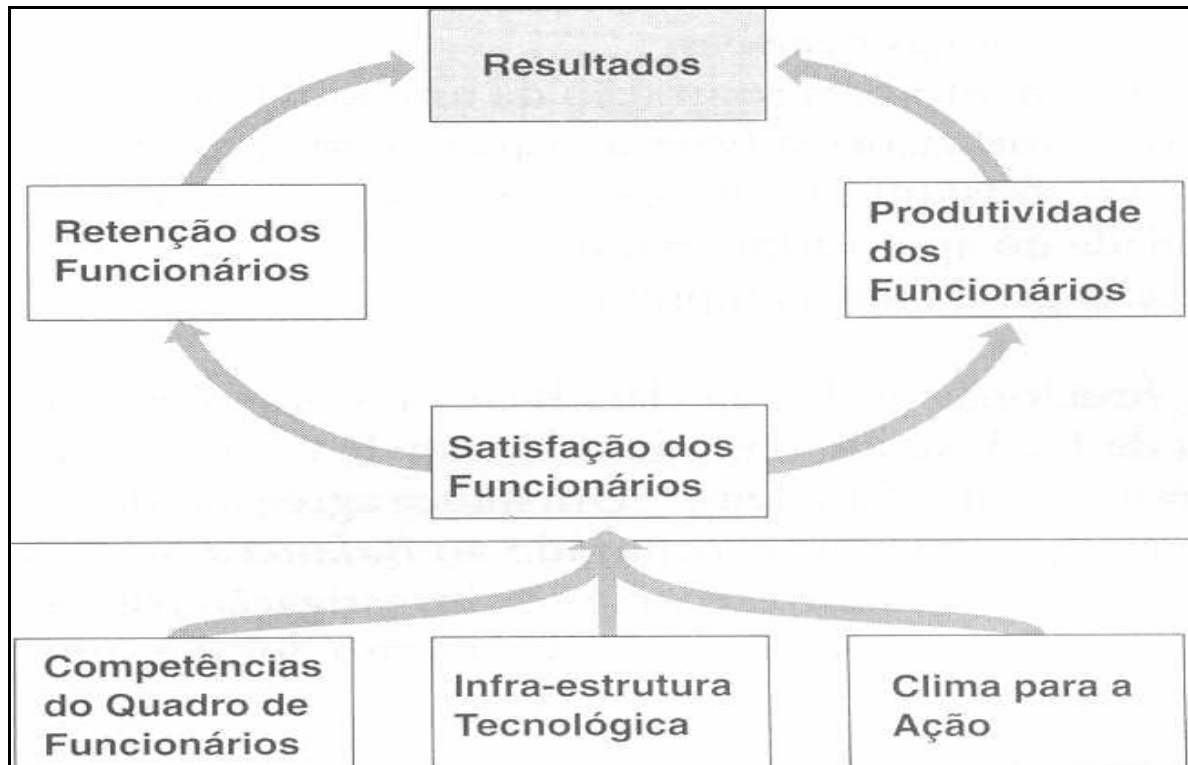 Resultados
Retenção dos
Funcionários
Produtividade
dos
Funcionários
Satisfação dos
Funcionários
Competências
do Quadro de
Funcionários
Infra-estrutura
Tecnológica
Clima para a
Ação